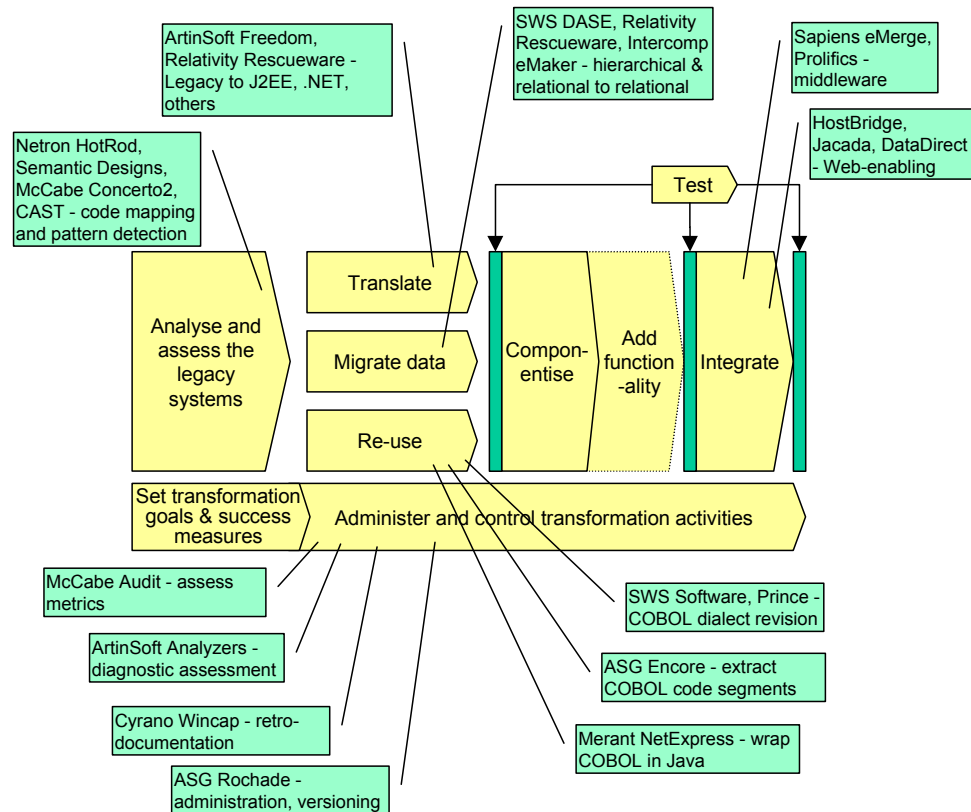 SWS DASE, Relativity
Rescueware, Intercomp
eMaker - hierarchical &
relational to relational
ArtinSoft Freedom,
Relativity Rescueware -
Legacy to J2EE, .NET,
others
Sapiens eMerge,
Prolifics -
middleware
HostBridge,
Jacada, DataDirect
- Web-enabling
Netron HotRod,
Semantic Designs,
McCabe Concerto2,
CAST - code mapping
and pattern detection
Test
Analyse and
assess the
legacy
systems
Translate
Migrate data
Re-use
Compon-
entise
Add
function
-ality
Integrate
Set transformation
goals & success
measures
Administer and control transformation activities
McCabe Audit - assess
metrics
ArtinSoft Analyzers -
diagnostic assessment
Cyrano Wincap - retro-
documentation
ASG Rochade -
administration, versioning
SWS Software, Prince -
COBOL dialect revision
ASG Encore - extract
COBOL code segments
Merant NetExpress - wrap
COBOL in Java